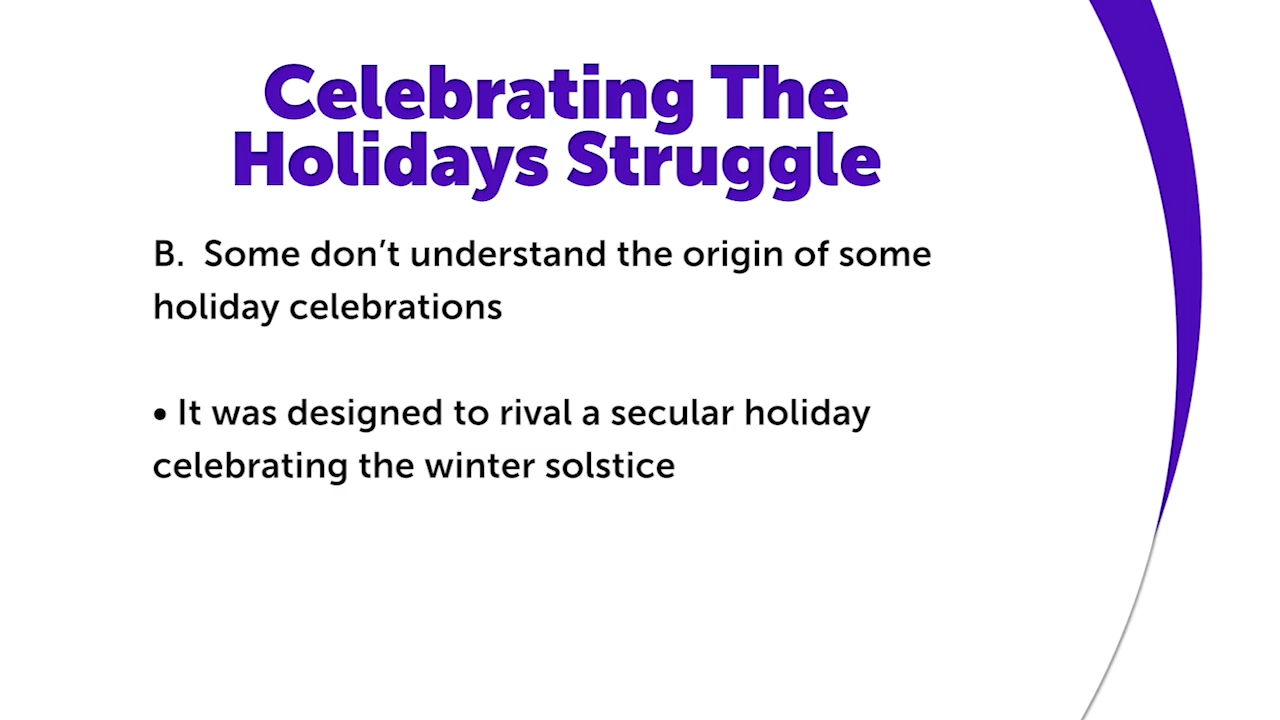 Celebrating The
Holidays Struggle
B.  Some don’t understand the origin of some
holiday celebrations
• It was designed to rival a secular holiday
celebrating the winter solstice